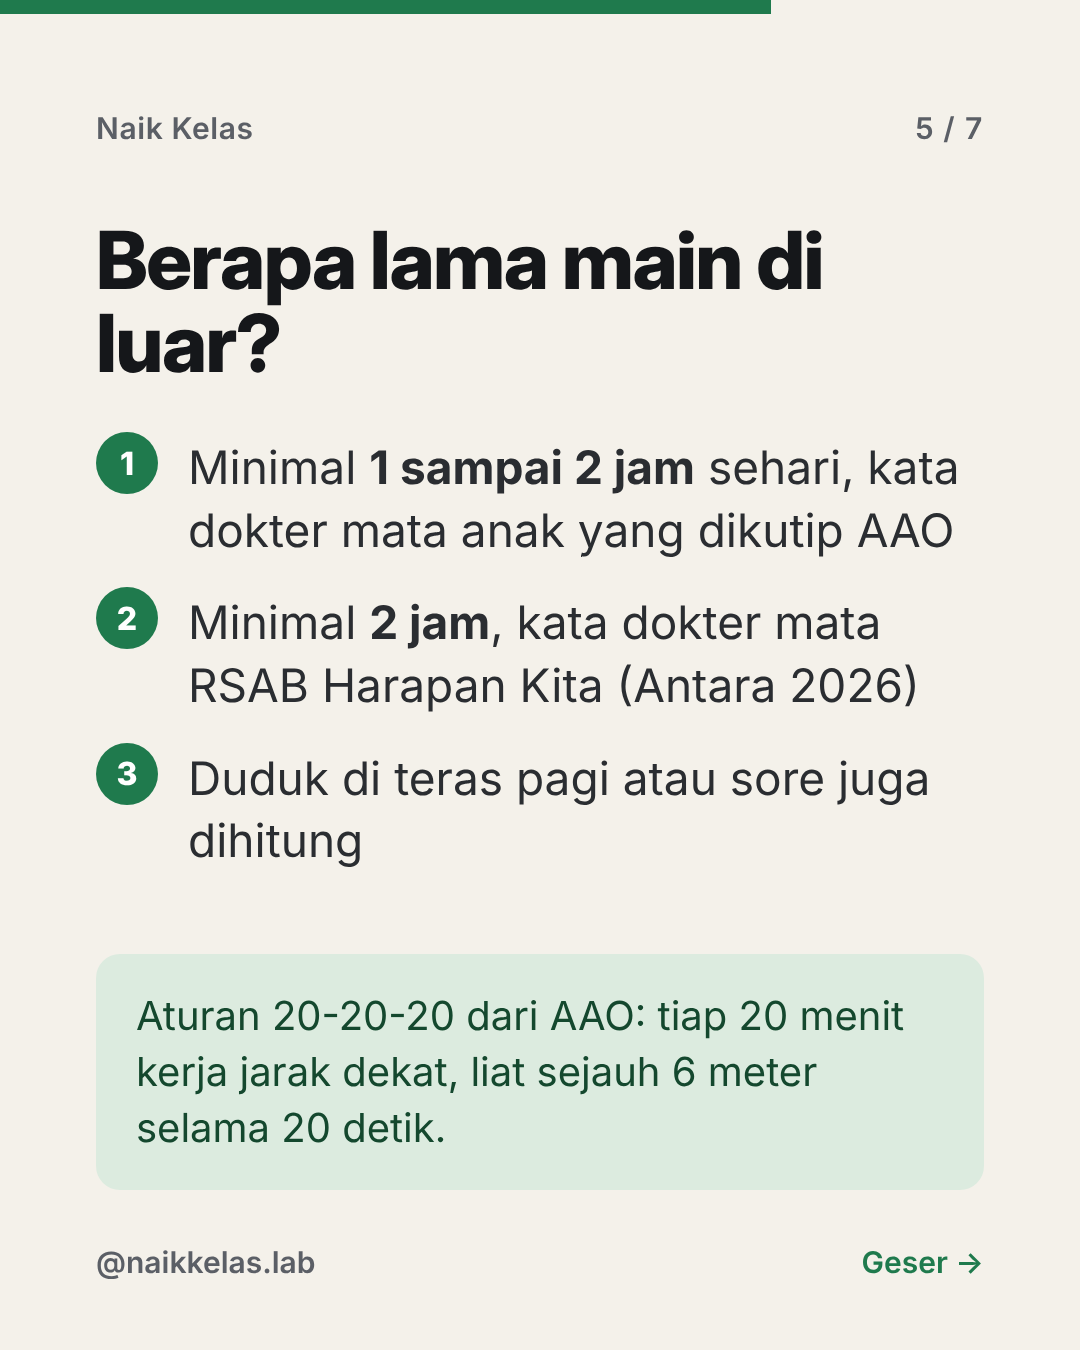 Naik Kelas
5 / 7
Berapa lama main di
luar?
1
Minimal 1 sampai 2 jam sehari, kata
dokter mata anak yang dikutip AAO
2
Minimal 2 jam, kata dokter mata
RSAB Harapan Kita (Antara 2026)
3
Duduk di teras pagi atau sore juga
dihitung
Aturan 20-20-20 dari AAO: tiap 20 menit
kerja jarak dekat, liat sejauh 6 meter
selama 20 detik.
@naikkelas.lab
Geser →